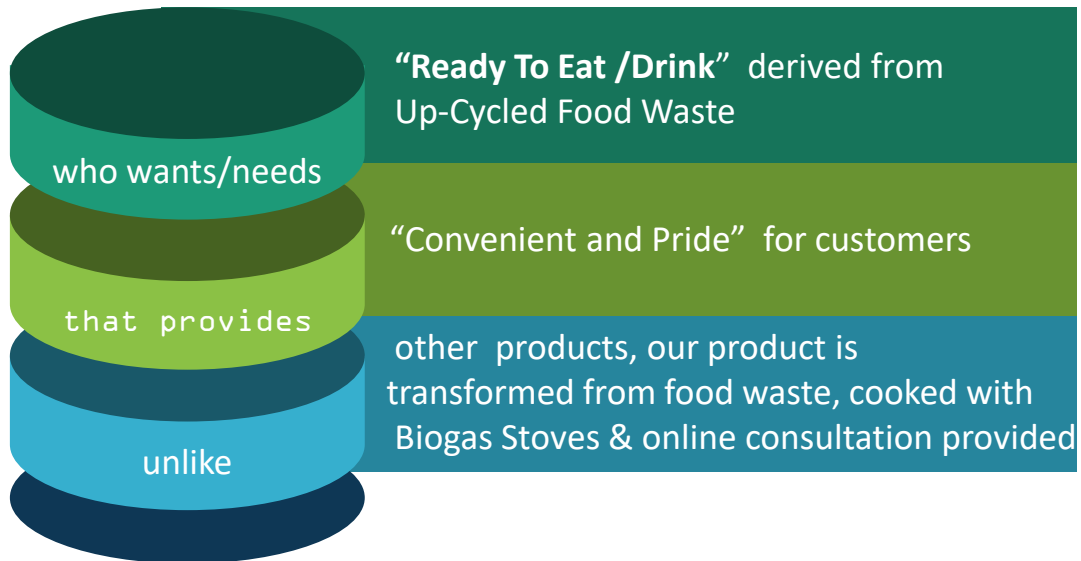 “Ready To Eat /Drink” derived from
Up-Cycled Food Waste
who wants/needs
“Convenient and Pride” for customers
that provides
other products, our product is
transformed from food waste, cooked with
Biogas Stoves & online consultation provided
unlike